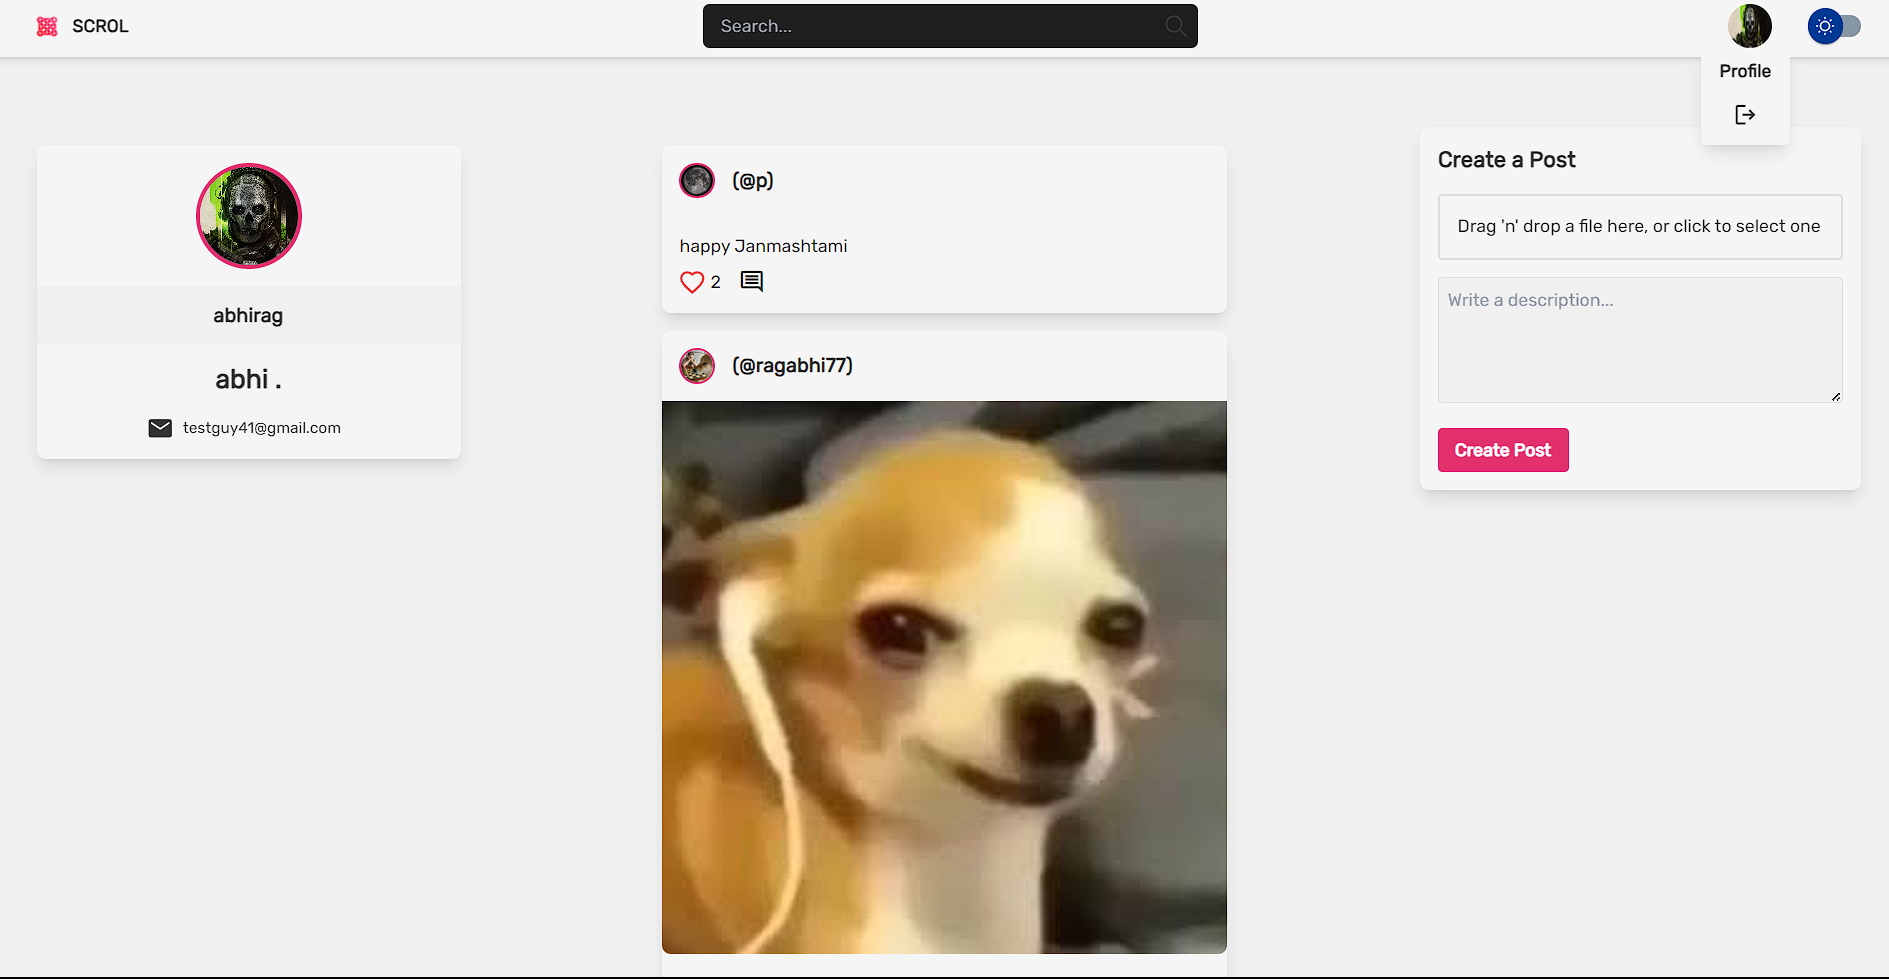 SCROL
Search...
Profile
abhirag
abhi .
testguy41@gmail.com
(@p)
happy Janmashtami
2
(@ragabhi77)
Create a Post
Drag 'n' drop a file here, or click to select one
Write a description...
Create Post